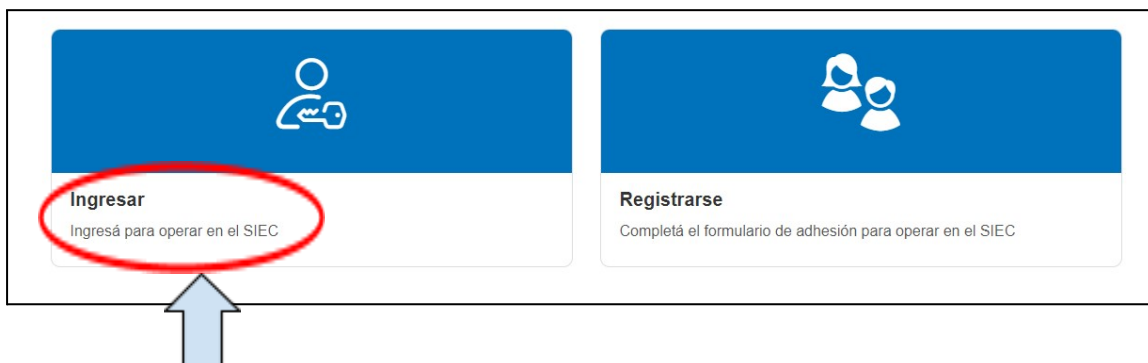 Ingresar
Ingresá para operar en el SIEC
Registrarse
Completá el formulario de adhesión para operar en el SIEC